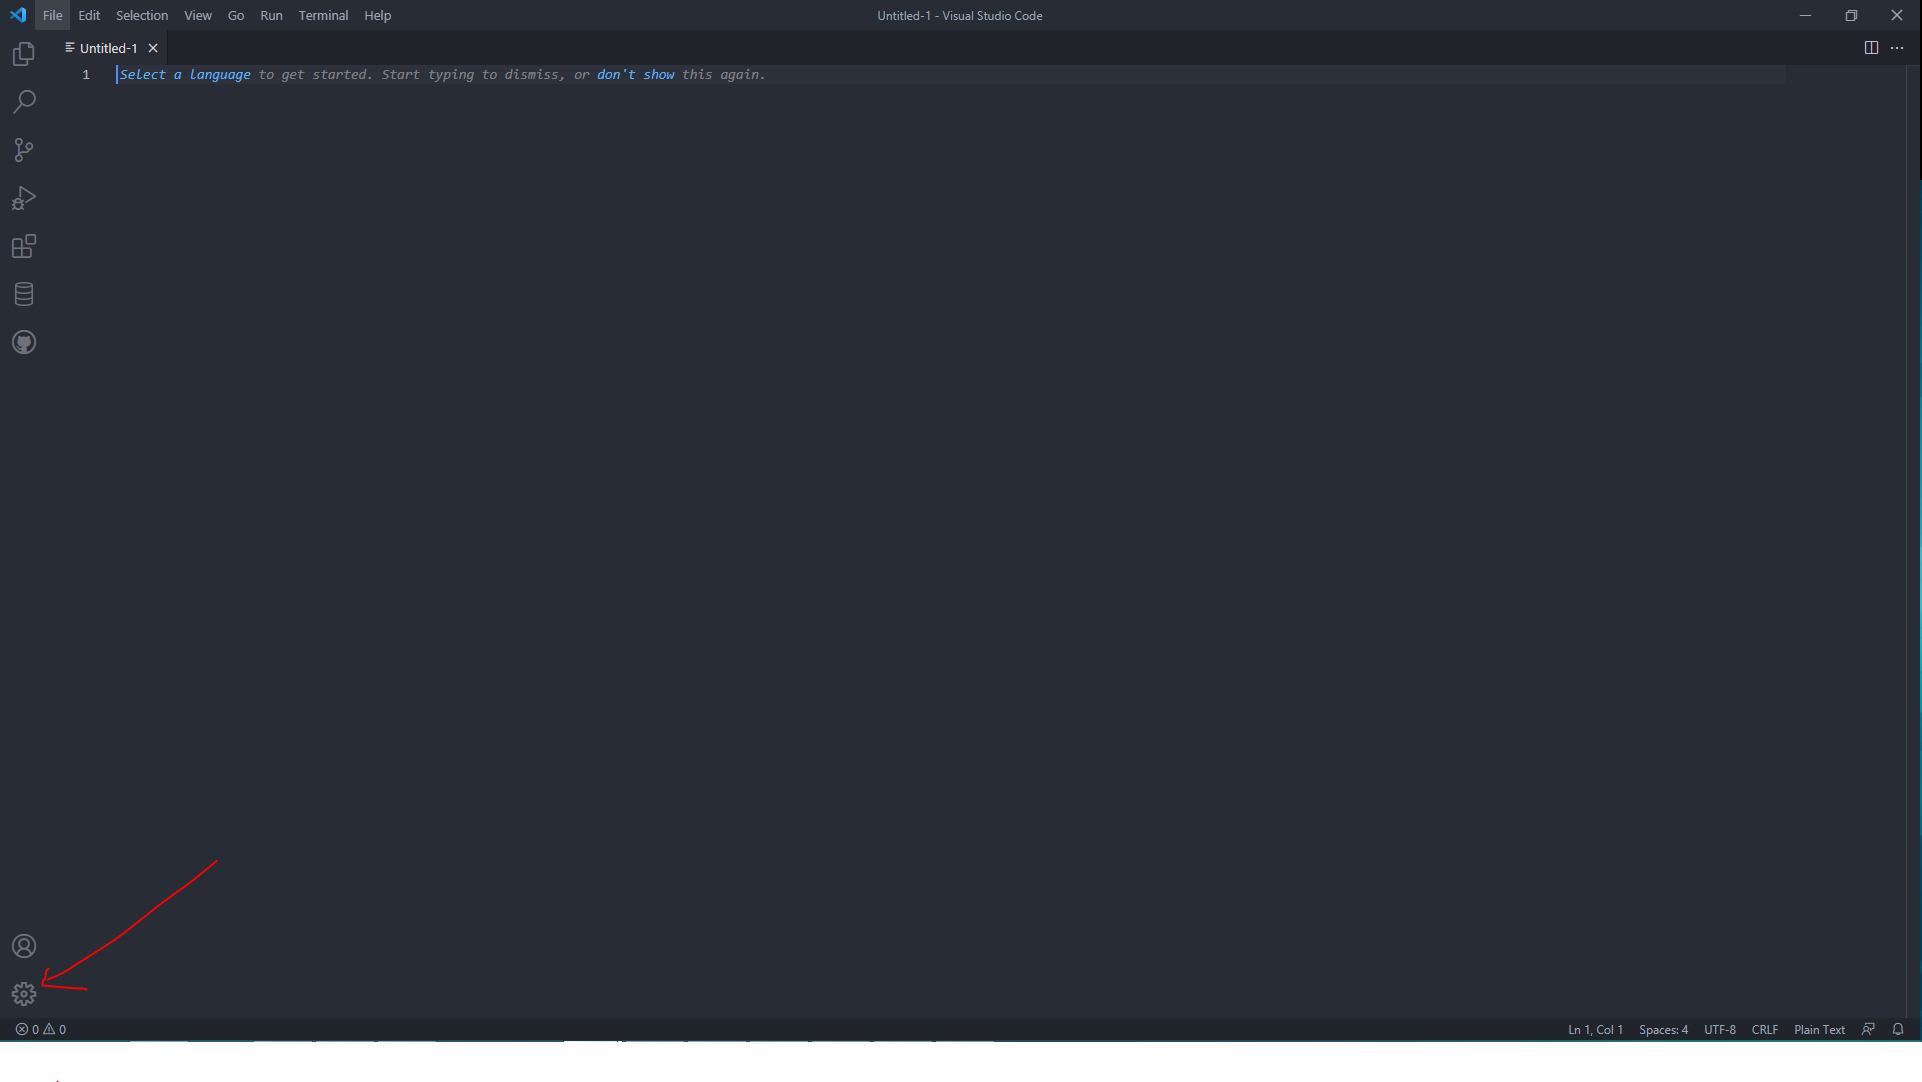 File Edit Selection View Go Run Terminal Help
Untitled-1 - Visual Studio Code
Untitled-1
1 Select a language to get started. Start typing to dismiss, or don't show this again.
0 0
Ln 1, Col 1 Spaces: 4 UTF-8 CRLF Plain Text